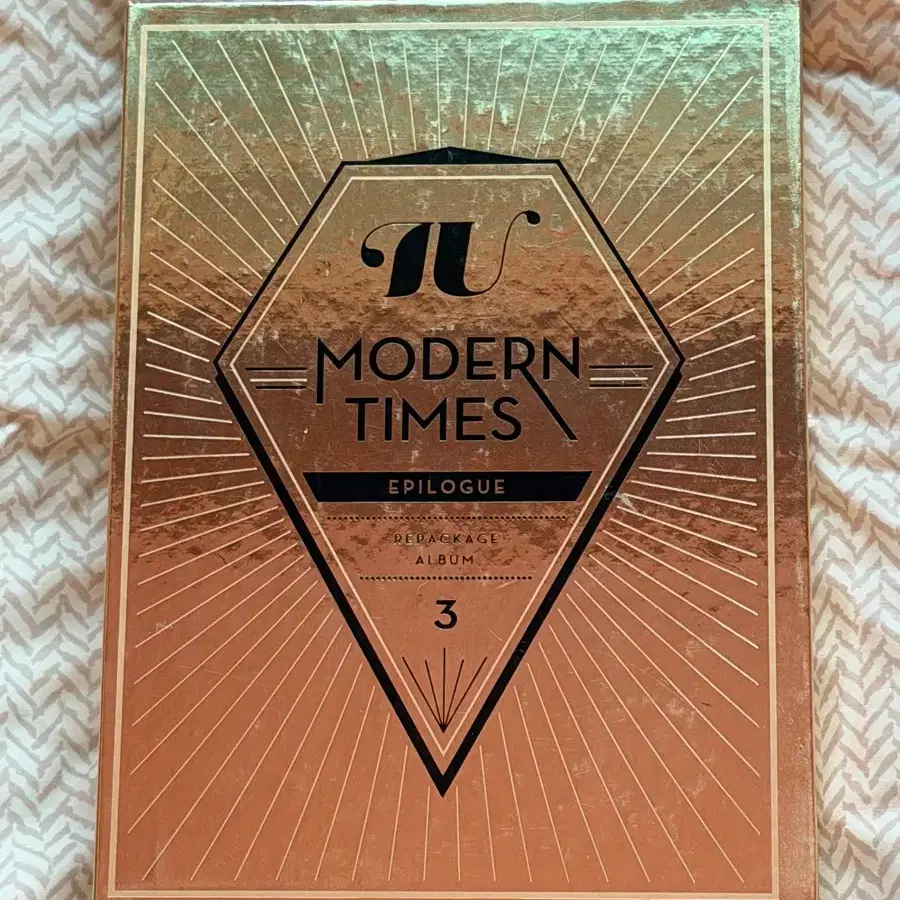 IU
MODERN
TIMES
EPILOGUE
REPACKAGE
ALBUM
3